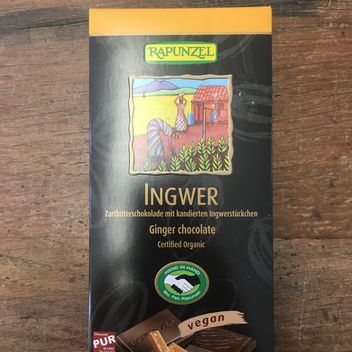 RAPUNZEL
INGWER
Zartbitterschokolade mit kandierten Ingwerstückchen
Ginger chocolate
Certified Organic
HAND IN HAND
vegan
PUR